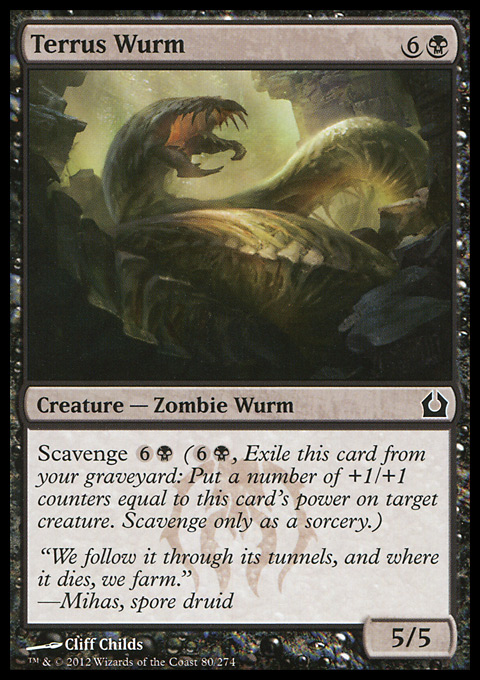 Terrus Wurm 6
Creature — Zombie Wurm
Scavenge 6 (6, Exile this card from
your graveyard: Put a number of +1/+1
counters equal to this card's power on target
creature. Scavenge only as a sorcery.)
"We follow it through its tunnels, and where
it dies, we farm."
—Mihas, spore druid
5/5
Cliff Childs
™ & © 2012 Wizards of the Coast 80/274